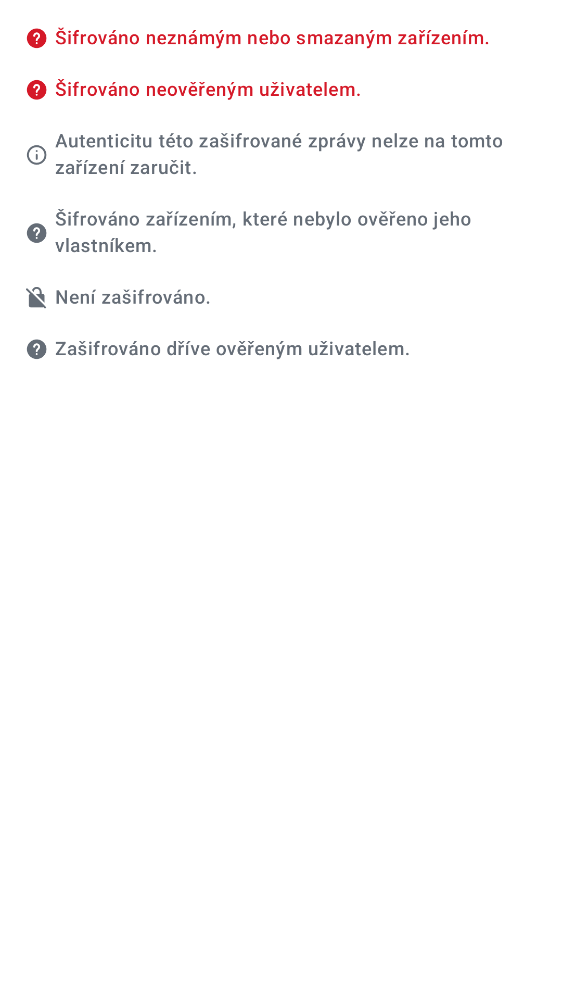 Šifrováno neznámým nebo smazaným zařízením.
Šifrováno neověřeným uživatelem.
Autenticitu této zašifrované zprávy nelze na tomto
zařízení zaručit.
Šifrováno zařízením, které nebylo ověřeno jeho
vlastníkem.
Není zašifrováno.
Zašifrováno dříve ověřeným uživatelem.